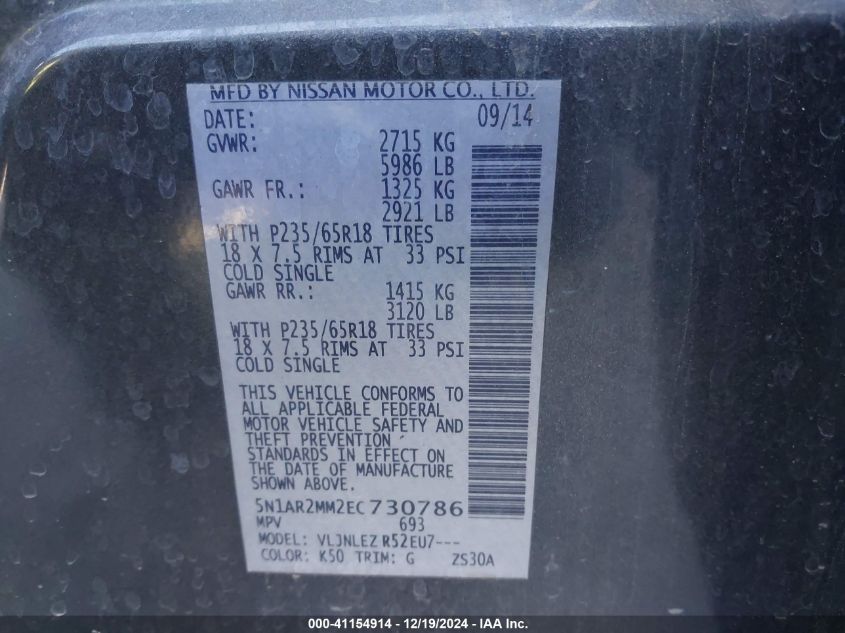 MFD BY NISSAN MOTOR CO., LTD.
DATE: 09/14
GVWR: 2715 KG
5986 LB
GAWR FR.: 1325 KG
2921 LB
WITH P235/65R18 TIRES
18 X 7.5 RIMS AT 33 PSI
COLD SINGLE
GAWR RR.: 1415 KG
3120 LB
WITH P235/65R18 TIRES
18 X 7.5 RIMS AT 33 PSI
COLD SINGLE
THIS VEHICLE CONFORMS TO
ALL APPLICABLE FEDERAL
MOTOR VEHICLE SAFETY AND
THEFT PREVENTION
STANDARDS IN EFFECT ON
THE DATE OF MANUFACTURE
SHOWN ABOVE.
5N1AR2MM2EC730786
MPV 693
MODEL: VLJNLEZ R52EU7---
COLOR: K50 TRIM: G ZS30A
000-41154914 - 12/19/2024 - IAA Inc.